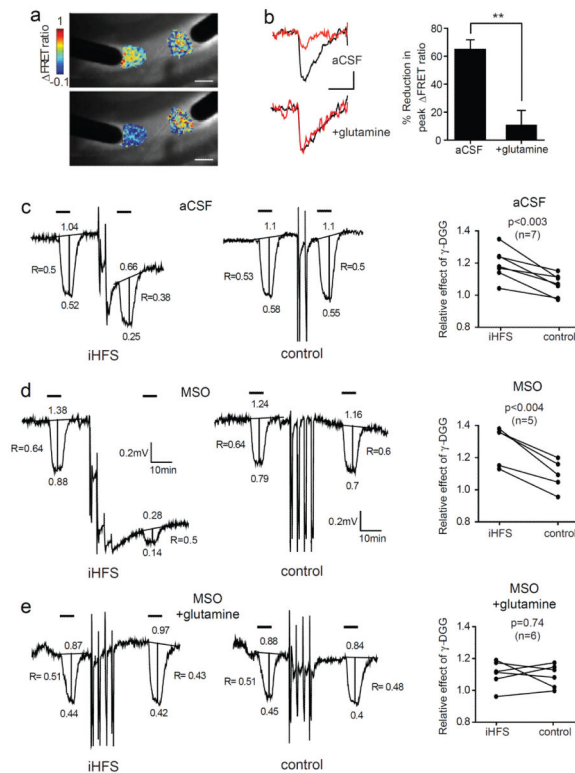 a
1
ΔFRET ratio
-0.1
b
aCSF
+glutamine
**
% Reduction in
peak ΔFRET ratio
80
60
40
20
0
aCSF
+glutamine
c
aCSF
1.04
R=0.5
0.52
0.66
R=0.38
0.25
iHFS
1.1
R=0.53
0.58
1.1
R=0.5
0.55
control
aCSF
p<0.003
(n=7)
Relative effect of γ-DGG
1.4
1.2
1.0
0.8
iHFS
control
d
MSO
1.38
R=0.64
0.88
0.2mV
10min
0.28
R=0.5
0.14
iHFS
1.24
R=0.64
0.79
1.16
R=0.6
0.7
0.2mV
10min
control
MSO
p<0.004
(n=5)
Relative effect of γ-DGG
1.4
1.2
1.0
0.8
iHFS
control
e
MSO
+glutamine
0.87
R= 0.51
0.44
0.97
R= 0.43
0.42
iHFS
0.88
R= 0.51
0.45
0.84
R= 0.48
0.4
control
MSO
+glutamine
p=0.74
(n=6)
Relative effect of γ-DGG
1.4
1.2
1.0
0.8
iHFS
control